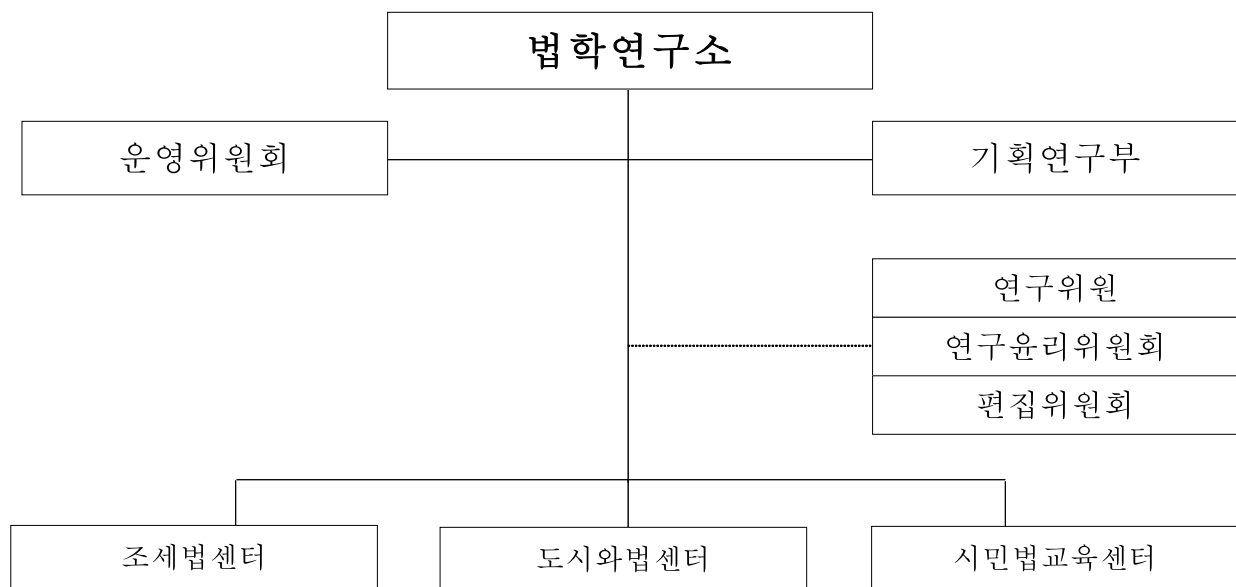 법학연구소
운영위원회
기획연구부
연구위원
연구윤리위원회
편집위원회
조세법센터
도시와법센터
시민법교육센터